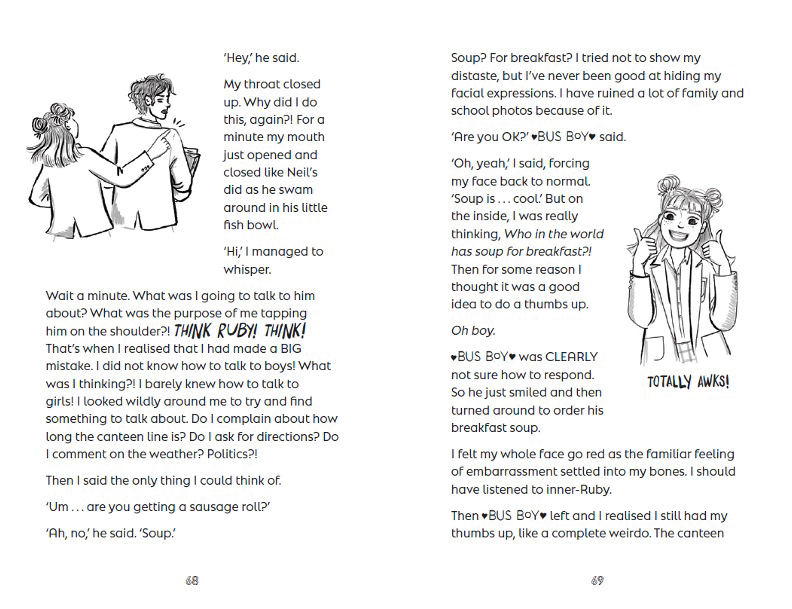 ‘Hey,’ he said.
My throat closed
up. Why did I do
this, again?! For a
minute my mouth
just opened and
closed like Neil’s
did as he swam
around in his little
fish bowl.
‘Hi,’ I managed to
whisper.
Wait a minute. What was I going to talk to him
about? What was the purpose of me tapping
him on the shoulder?! THINK RUBY! THINK!
That’s when I realised that I had made a BIG
mistake. I did not know how to talk to boys! What
was I thinking?! I barely knew how to talk to
girls! I looked wildly around me to try and find
something to talk about. Do I complain about how
long the canteen line is? Do I ask for directions? Do
I comment on the weather? Politics?!
Then I said the only thing I could think of.
‘Um … are you getting a sausage roll?’
‘Ah, no,’ he said. ‘Soup.’
68
Soup? For breakfast? I tried not to show my
distaste, but I’ve never been good at hiding my
facial expressions. I have ruined a lot of family and
school photos because of it.
‘Are you OK?’ ♥BUS BOY♥ said.
‘Oh, yeah,’ I said, forcing
my face back to normal.
‘Soup is … cool.’ But on
the inside, I was really
thinking, Who in the world
has soup for breakfast?!
Then for some reason I
thought it was a good
idea to do a thumbs up.
Oh boy.
♥BUS BOY♥ was CLEARLY
not sure how to respond.
So he just smiled and then
turned around to order his
breakfast soup.
TOTALLY AWKS!
I felt my whole face go red as the familiar feeling
of embarrassment settled into my bones. I should
have listened to inner-Ruby.
Then ♥BUS BOY♥ left and I realised I still had my
thumbs up, like a complete weirdo. The canteen
69